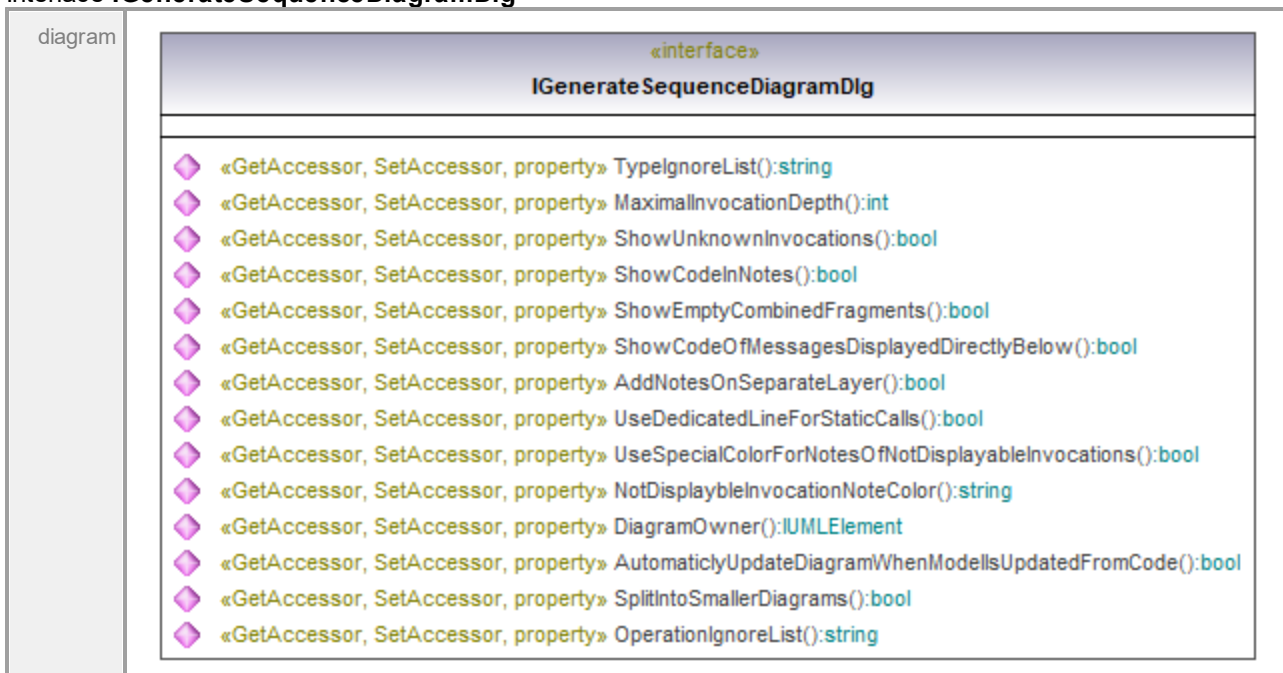 interface IGenerateSequenceDiagramDlg
diagram
«interface»
IGenerateSequenceDiagramDlg
«GetAccessor, SetAccessor, property» TypeIgnoreList():string
«GetAccessor, SetAccessor, property» MaximalInvocationDepth():int
«GetAccessor, SetAccessor, property» ShowUnknownInvocations():bool
«GetAccessor, SetAccessor, property» ShowCodeInNotes():bool
«GetAccessor, SetAccessor, property» ShowEmptyCombinedFragments():bool
«GetAccessor, SetAccessor, property» ShowCodeOfMessagesDisplayedDirectlyBelow():bool
«GetAccessor, SetAccessor, property» AddNotesOnSeparateLayer():bool
«GetAccessor, SetAccessor, property» UseDedicatedLineForStaticCalls():bool
«GetAccessor, SetAccessor, property» UseSpecialColorForNotesOfNotDisplayableInvocations():bool
«GetAccessor, SetAccessor, property» NotDisplaybleInvocationNoteColor():string
«GetAccessor, SetAccessor, property» DiagramOwner():IUMLElement
«GetAccessor, SetAccessor, property» AutomaticlyUpdateDiagramWhenModelIsUpdatedFromCode():bool
«GetAccessor, SetAccessor, property» SplitIntoSmallerDiagrams():bool
«GetAccessor, SetAccessor, property» OperationIgnoreList():string